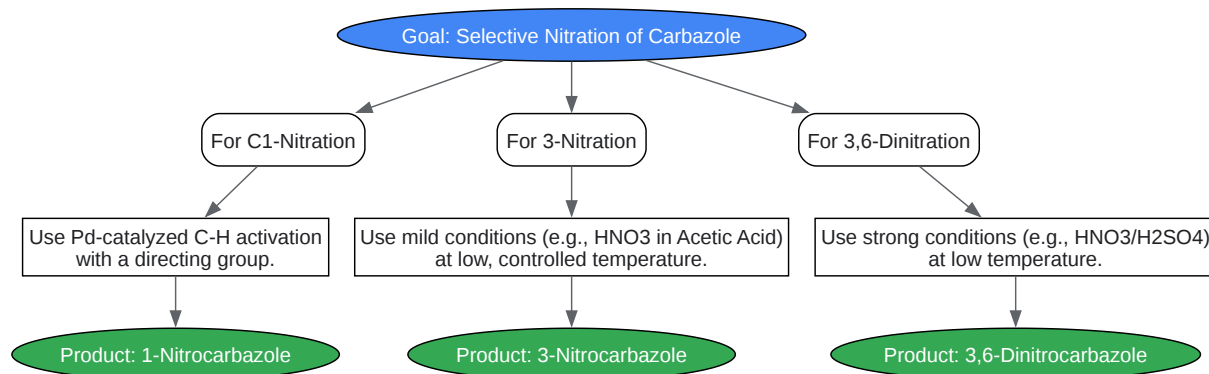 Goal: Selective Nitration of Carbazole
For C1-Nitration
For 3-Nitration
For 3,6-Dinitration
Use Pd-catalyzed C-H activation
with a directing group.
Use mild conditions (e.g., HNO3 in Acetic Acid)
at low, controlled temperature.
Use strong conditions (e.g., HNO3/H2SO4)
at low temperature.
Product: 1-Nitrocarbazole
Product: 3-Nitrocarbazole
Product: 3,6-Dinitrocarbazole